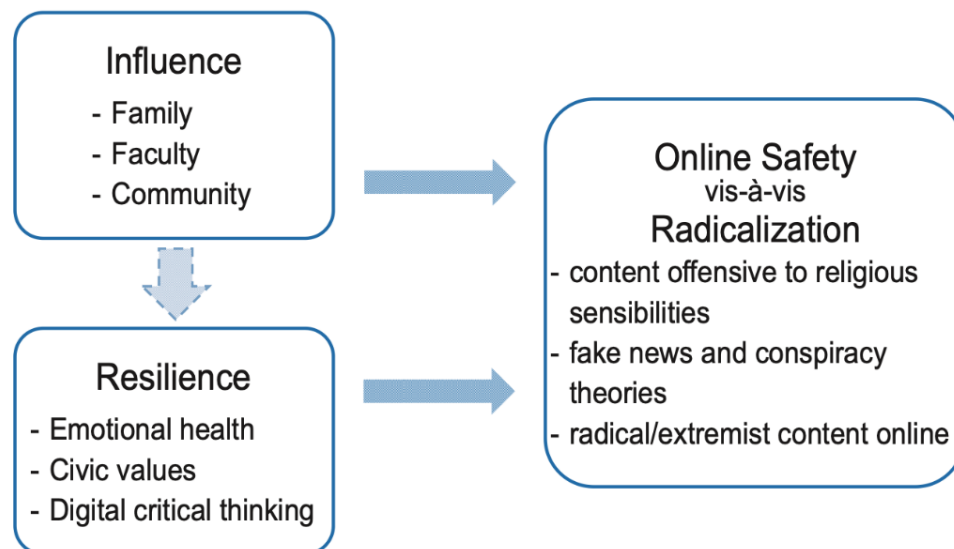 Influence
- Family
- Faculty
- Community
Resilience
- Emotional health
- Civic values
- Digital critical thinking
Online Safety
vis-à-vis
Radicalization
- content offensive to religious
sensibilities
- fake news and conspiracy
theories
- radical/extremist content online